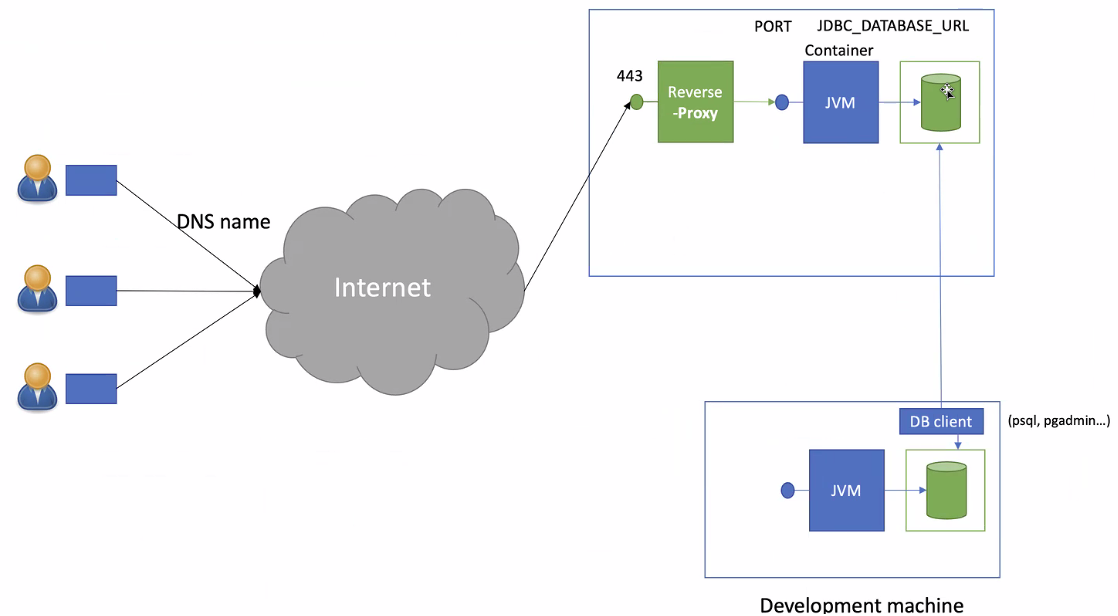 PORT
JDBC_DATABASE_URL
Container
443
Reverse
-Proxy
JVM
DNS name
Internet
DB client
(psql, pgadmin...)
JVM
Development machine